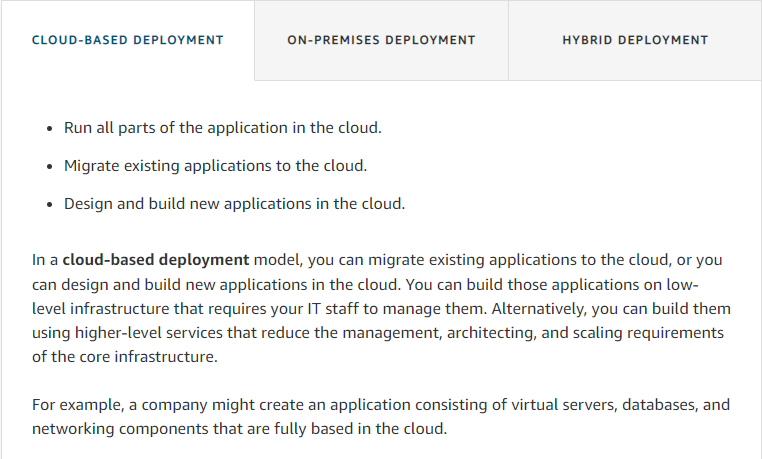 CLOUD-BASED DEPLOYMENT
ON-PREMISES DEPLOYMENT
HYBRID DEPLOYMENT
• Run all parts of the application in the cloud.
• Migrate existing applications to the cloud.
• Design and build new applications in the cloud.
In a cloud-based deployment model, you can migrate existing applications to the cloud, or you
can design and build new applications in the cloud. You can build those applications on low-
level infrastructure that requires your IT staff to manage them. Alternatively, you can build them
using higher-level services that reduce the management, architecting, and scaling requirements
of the core infrastructure.
For example, a company might create an application consisting of virtual servers, databases, and
networking components that are fully based in the cloud.